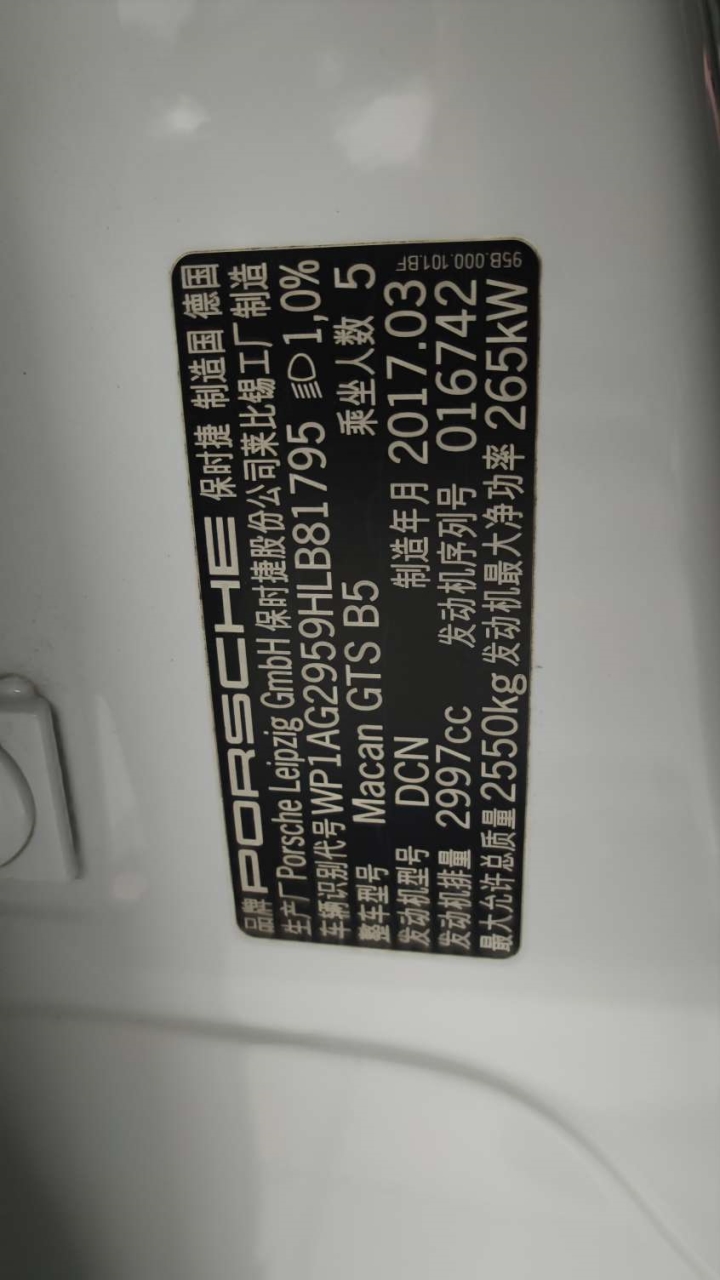 品牌 PORSCHE 保时捷 制造国 德国
生产厂 Porsche Leipzig GmbH 保时捷股份公司莱比锡工厂制造
车辆识别代号 WP1AG2959HLB81795 1,0%
整车型号 Macan GTS B5 乘坐人数 5
发动机型号 DCN 制造年月 2017.03
发动机排量 2997cc 发动机序列号 016742
最大允许总质量 2550kg 发动机最大净功率 265kW
95B.000.101.BF